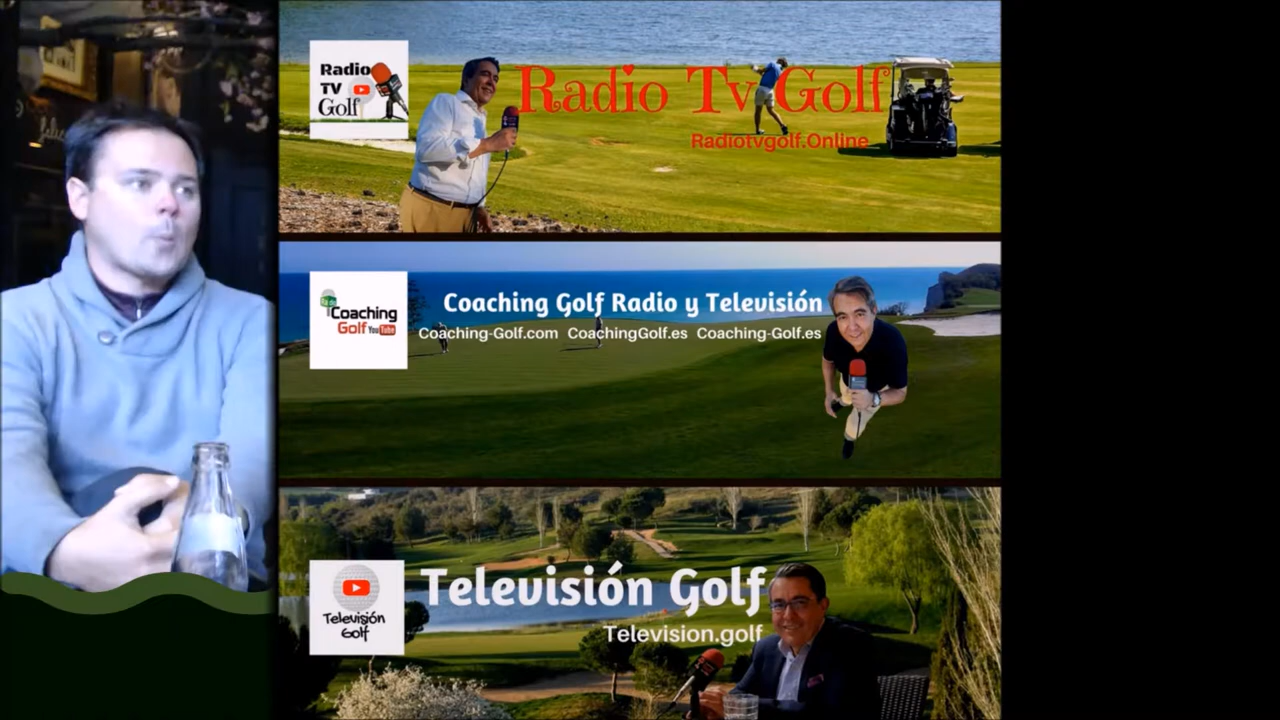 Radio
TV
Golf
Radio Tv Golf
Radiotvgolf.Online
Coaching
Golf YouTube
Coaching Golf Radio y Televisión
Coaching-Golf.com CoachingGolf.es Coaching-Golf.es
Televisión
Golf
Televisión Golf
Television.golf